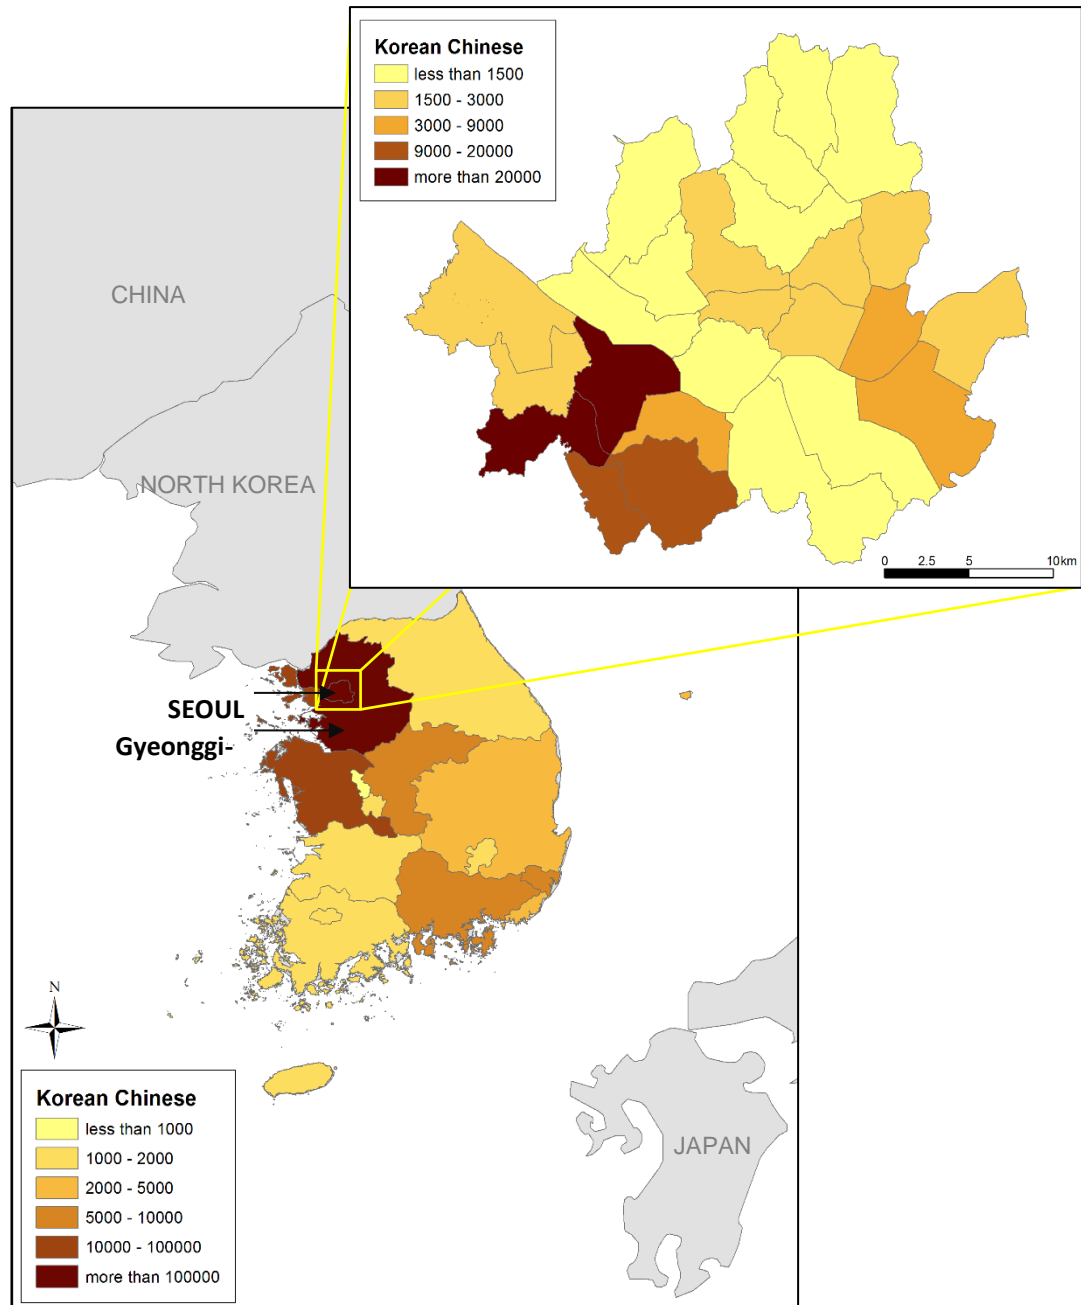 Korean Chinese
less than 1500
1500 - 3000
3000 - 9000
9000 - 20000
more than 20000
0 2.5 5 10km
CHINA
NORTH KOREA
SEOUL
Gyeonggi-
N
JAPAN
Korean Chinese
less than 1000
1000 - 2000
2000 - 5000
5000 - 10000
10000 - 100000
more than 100000